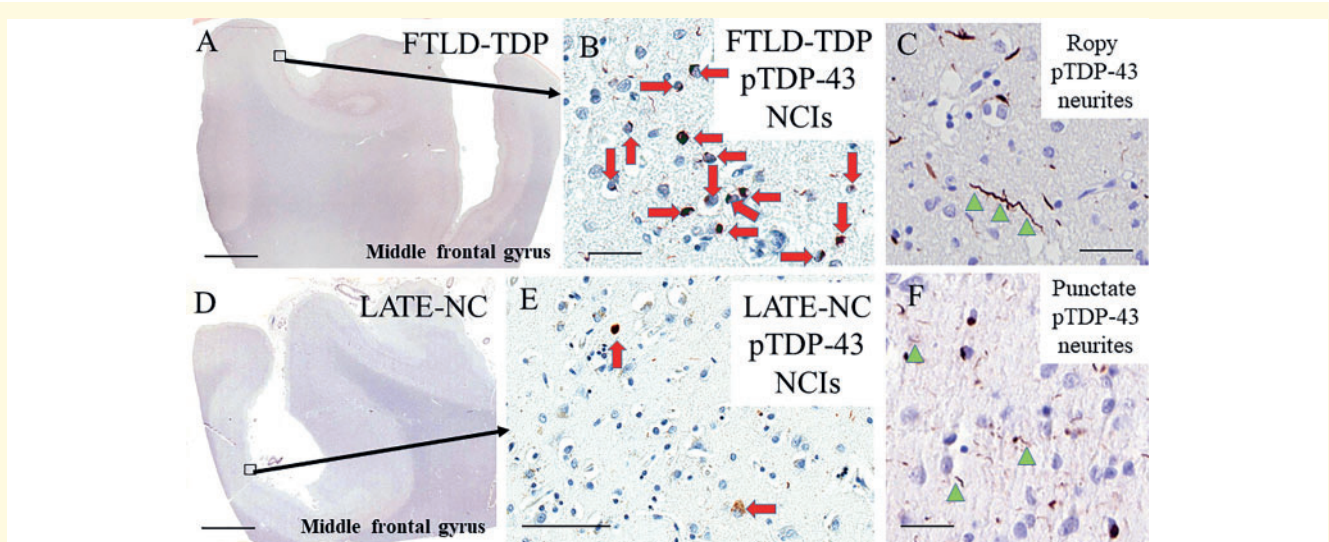 A
FTLD-TDP
Middle frontal gyrus
B
FTLD-TDP
pTDP-43
NCIs
C
Ropy
pTDP-43
neurites
D
LATE-NC
Middle frontal gyrus
E
LATE-NC
pTDP-43
NCIs
F
Punctate
pTDP-43
neurites